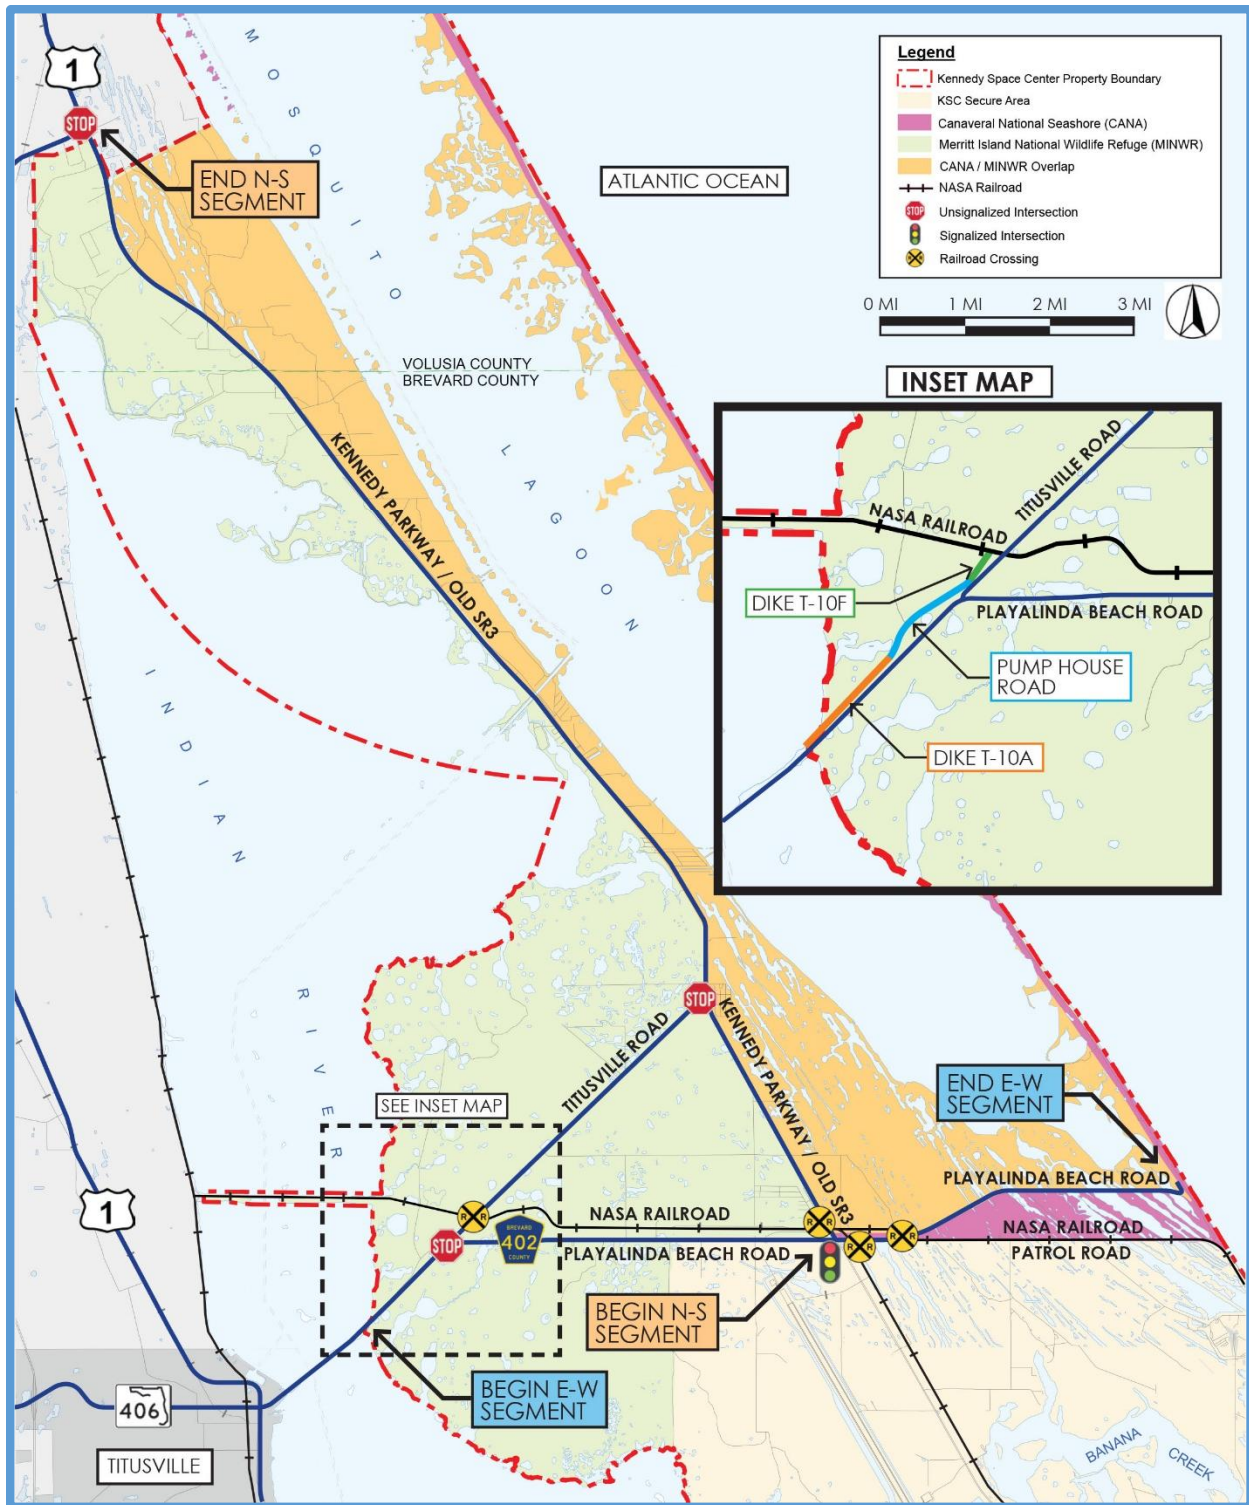 Legend
Kennedy Space Center Property Boundary
KSC Secure Area
Canaveral National Seashore (CANA)
Merritt Island National Wildlife Refuge (MINWR)
CANA / MINWR Overlap
NASA Railroad
STOP
Unsignalized Intersection
Signalized Intersection
R R
Railroad Crossing
0 MI 1 MI 2 MI 3 MI
1
STOP
END N-S
SEGMENT
MOSQUITO
LAGOON
ATLANTIC OCEAN
VOLUSIA COUNTY
BREVARD COUNTY
KENNEDY PARKWAY / OLD SR3
INSET MAP
TITUSVILLE ROAD
NASA RAILROAD
DIKE T-10F
PLAYALINDA BEACH ROAD
PUMP HOUSE
ROAD
DIKE T-10A
INDIAN
RIVER
STOP
TITUSVILLE ROAD
KENNEDY PARKWAY / OLD SR3
SEE INSET MAP
END E-W
SEGMENT
PLAYALINDA BEACH ROAD
1
R R
STOP
BREVARD
402
COUNTY
NASA RAILROAD
PLAYALINDA BEACH ROAD
R R
R R
R R
NASA RAILROAD
PATROL ROAD
BEGIN N-S
SEGMENT
BEGIN E-W
SEGMENT
406
TITUSVILLE
BANANA
CREEK